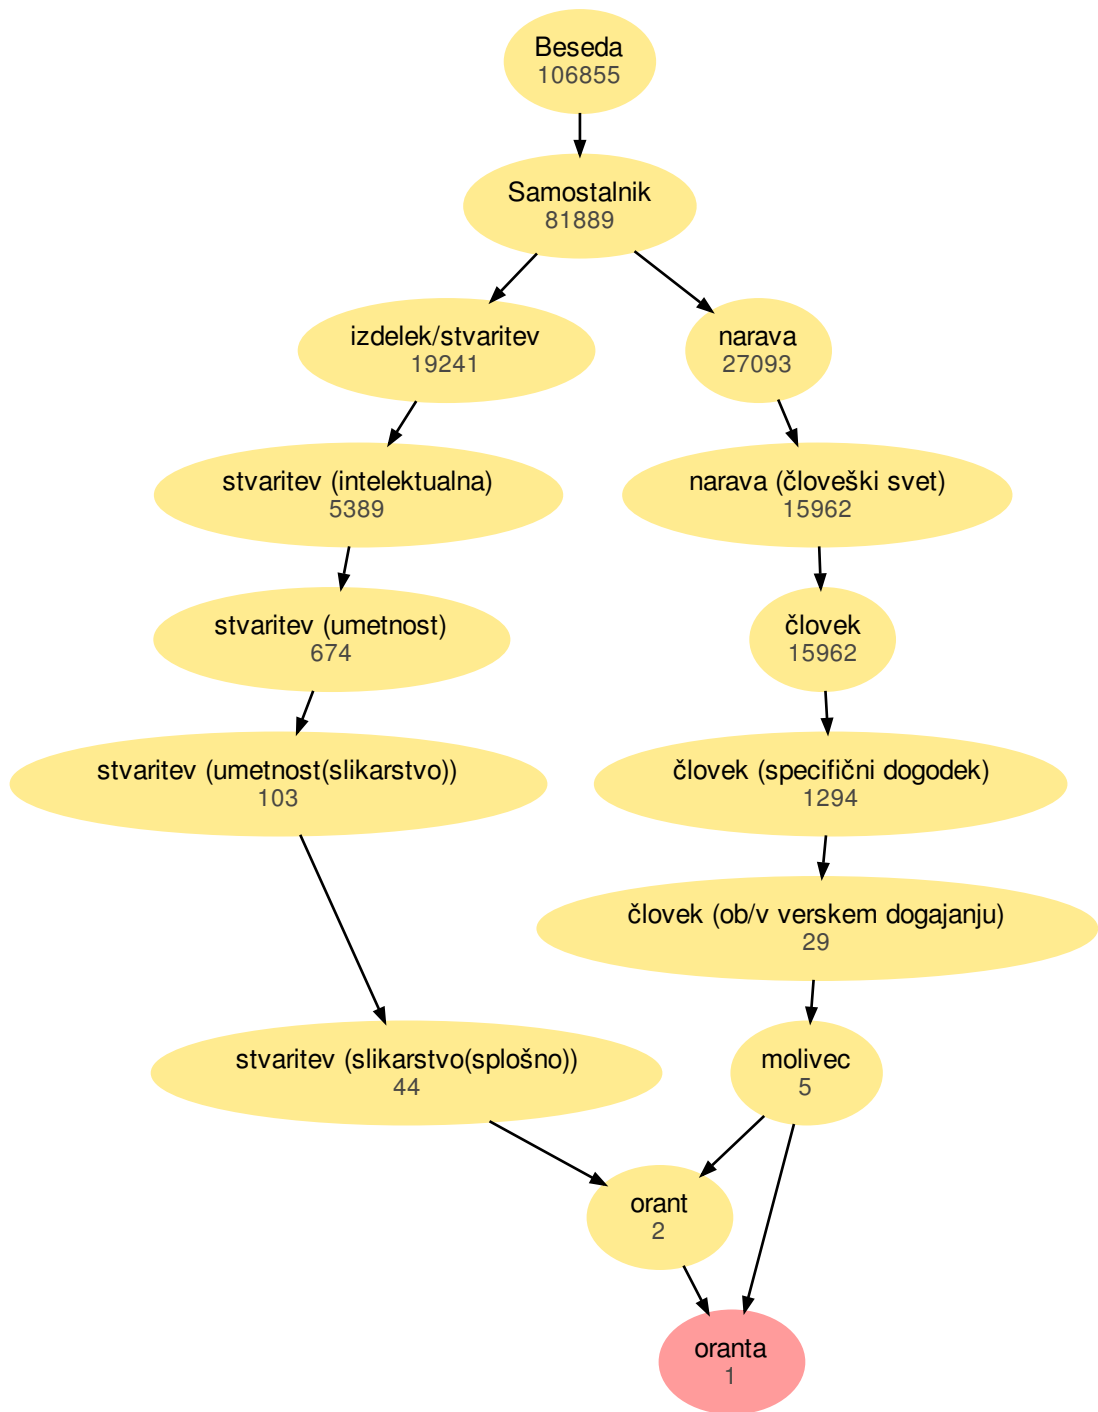 Beseda
106855
Samostalnik
81889
izdelek/stvaritev
19241
narava
27093
stvaritev (intelektualna)
5389
narava (človeški svet)
15962
stvaritev (umetnost)
674
človek
15962
stvaritev (umetnost(slikarstvo))
103
človek (specifični dogodek)
1294
človek (ob/v verskem dogajanju)
29
stvaritev (slikarstvo(splošno))
44
molivec
5
orant
2
oranta
1